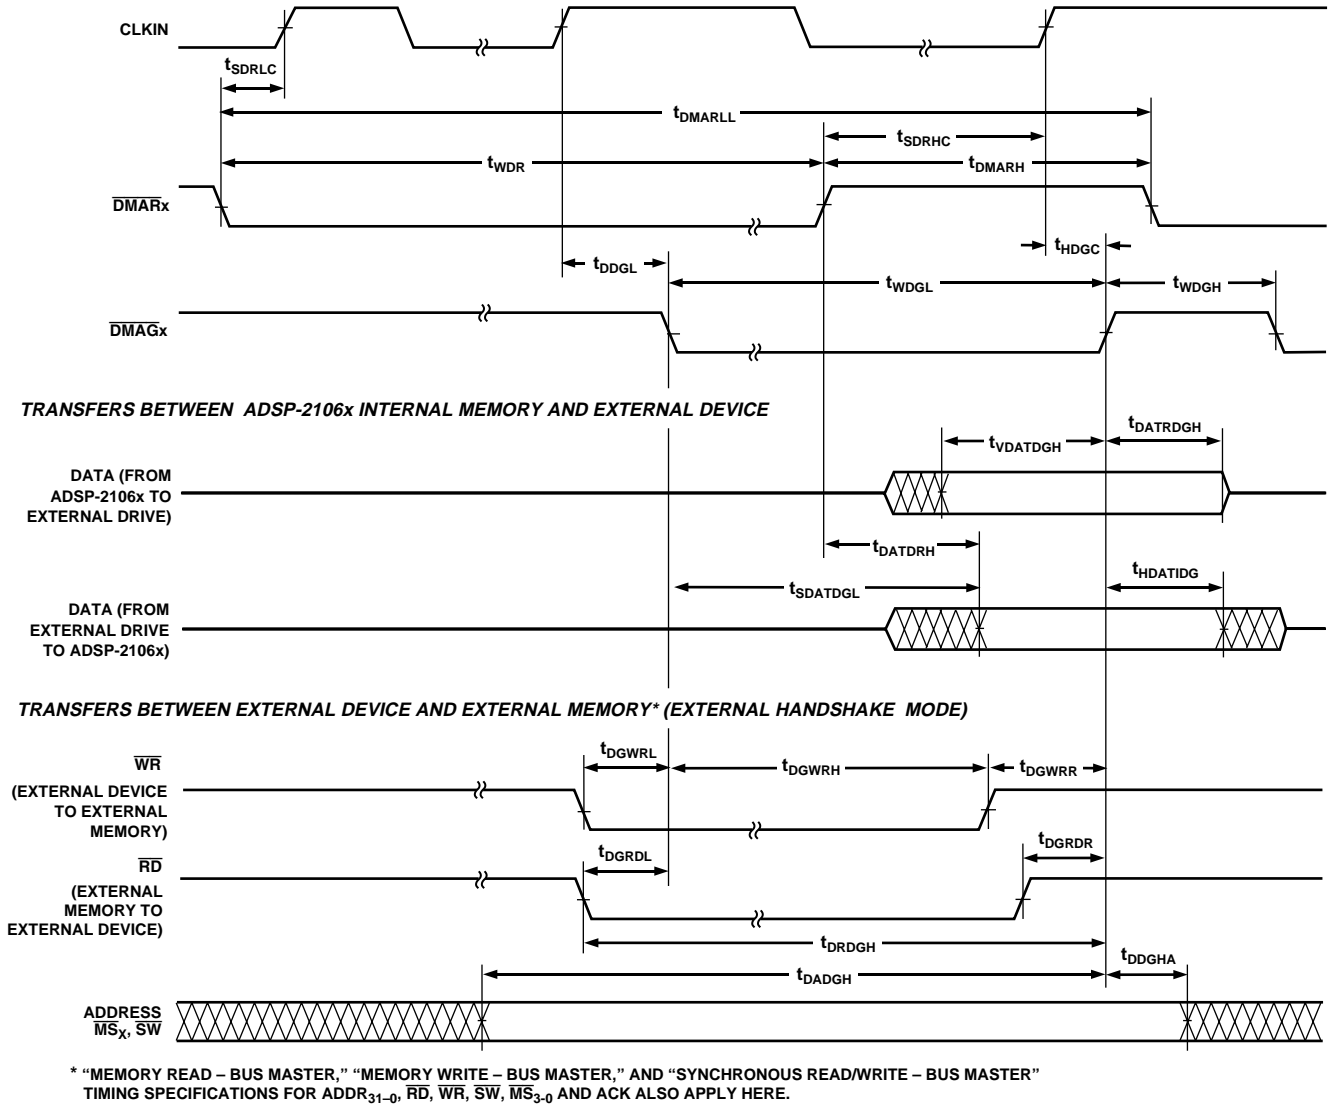 CLKIN
tSDRLC
tDMARLL
tSDRHC
tWDR
tDMARH
DMARx
tHDGC
tDDGL
tWDGL
tWDGH
DMAGx
TRANSFERS BETWEEN ADSP-2106x INTERNAL MEMORY AND EXTERNAL DEVICE
tDATRDGH
tVDATDGH
DATA (FROM
ADSP-2106x TO
EXTERNAL DRIVE)
tDATDRH
tHDATIDG
tSDATDGL
DATA (FROM
EXTERNAL DRIVE
TO ADSP-2106x)
TRANSFERS BETWEEN EXTERNAL DEVICE AND EXTERNAL MEMORY* (EXTERNAL HANDSHAKE MODE)
tDGWRL
tDGWRH
tDGWRR
WR
(EXTERNAL DEVICE
TO EXTERNAL
MEMORY)
tDGRDR
tDGRDL
RD
(EXTERNAL
MEMORY TO
EXTERNAL DEVICE)
tDRDGH
tDDGHA
tDADGH
ADDRESS
MSX, SW
* “MEMORY READ – BUS MASTER,” “MEMORY WRITE – BUS MASTER,” AND “SYNCHRONOUS READ/WRITE – BUS MASTER”
TIMING SPECIFICATIONS FOR ADDR31–0, RD, WR, SW, MS3-0 AND ACK ALSO APPLY HERE.